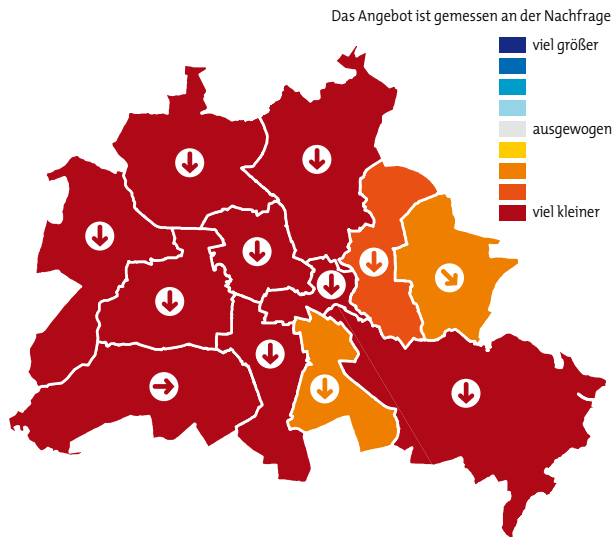 Das Angebot ist gemessen an der Nachfrage
viel größer
ausgewogen
viel kleiner